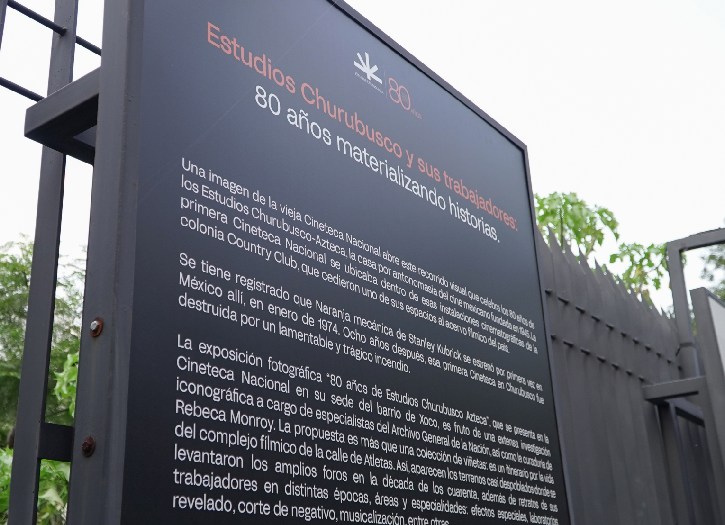 80 años
Estudios Churubusco y sus trabajadores:
80 años materializando historias.
Una imagen de la vieja Cineteca Nacional abre este recorrido visual que celebra los 80 años de
los Estudios Churubusco-Azteca, la casa por antonomasia del cine mexicano fundada en 1945. La
primera Cineteca Nacional se ubicaba dentro de esas instalaciones cinematográficas de la
colonia Country Club, que cedieron uno de sus espacios al acervo fílmico del país.
Se tiene registrado que Naranja mecánica de Stanley Kubrick se estrenó por primera vez en
México allí, en enero de 1974. Ocho años después, ese primera Cineteca en Churubusco fue
destruida por un lamentable y trágico incendio.
La exposición fotográfica "80 años de Estudios Churubusco Azteca", que se presenta en la
Cineteca Nacional en su sede del barrio de Xoco, es fruto de una extensa investigación
iconográfica a cargo de especialistas del Archivo General de la Nación, así como la curaduría de
Rebeca Monroy. La propuesta es más que una colección de viñetas: es un itinerario por la vida
del complejo fílmico de la calle de Atletas. Así, aparecen los terrenos casi despoblados donde se
levantaron los amplios foros en la década de los cuarenta, además de retratos de sus
trabajadores en distintas épocas, áreas y especialidades: efectos especiales, laboratorios
revelado, corte de negativo, musicalización, entre otras